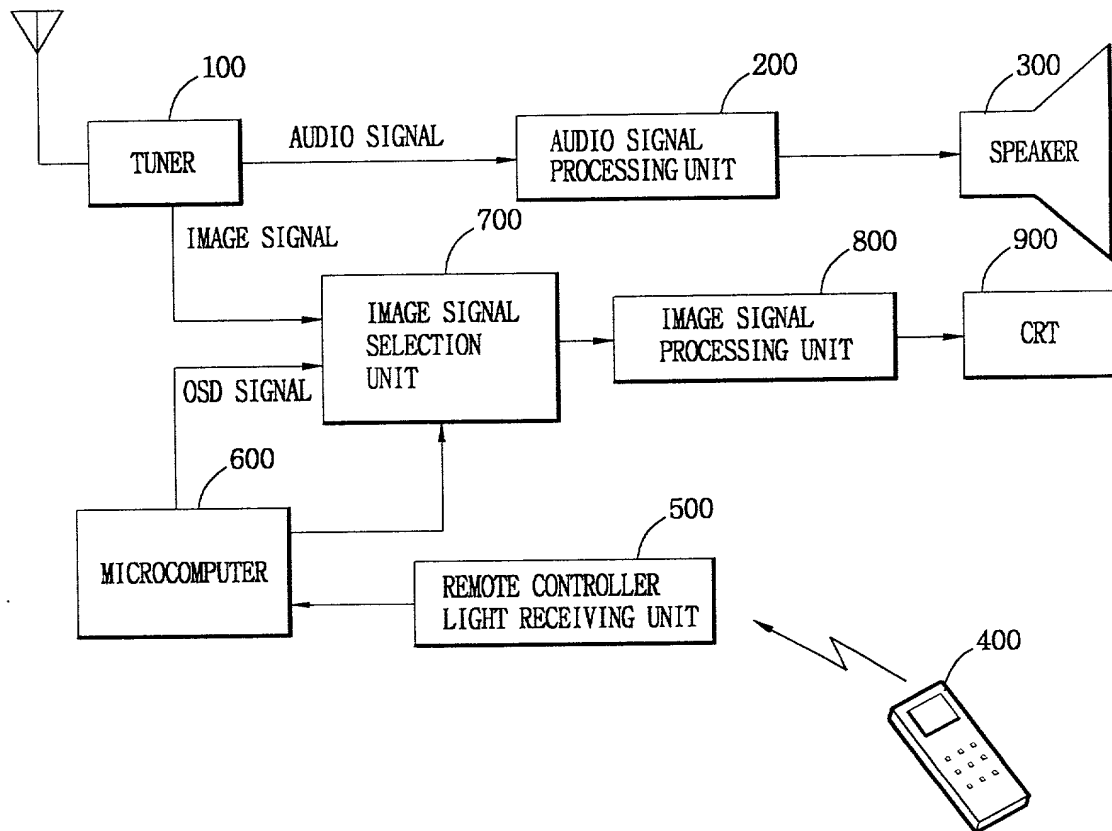 100
200
300
TUNER
AUDIO SIGNAL
AUDIO SIGNAL
PROCESSING UNIT
SPEAKER
IMAGE SIGNAL
700
800
900
IMAGE SIGNAL
SELECTION
UNIT
IMAGE SIGNAL
PROCESSING UNIT
CRT
OSD SIGNAL
600
MICROCOMPUTER
500
REMOTE CONTROLLER
LIGHT RECEIVING UNIT
400